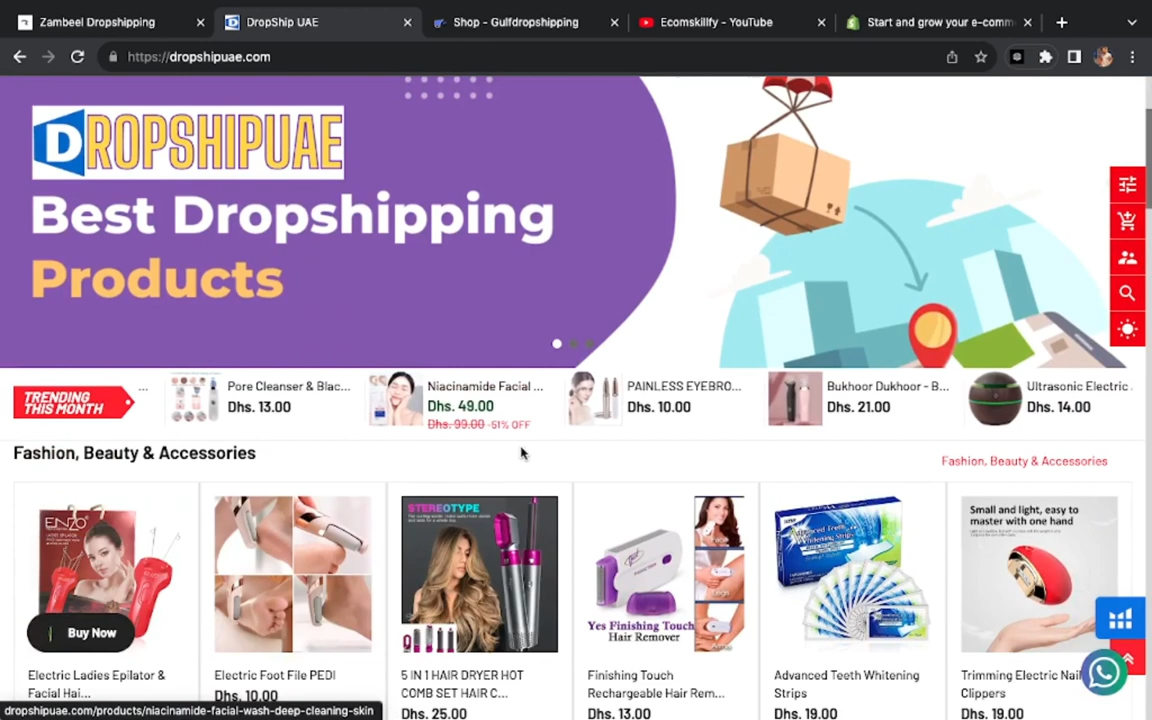 Zambeel Dropshipping
DropShip UAE
Shop - Gulfdropshipping
Ecomskillfy - YouTube
Start and grow your e-comm
https://dropshipuae.com
DROPSHIPUAE
Best Dropshipping
Products
TRENDING
THIS MONTH
...
Pore Cleanser & Blac...
Dhs. 13.00
Niacinamide Facial ...
Dhs. 49.00
Dhs. 99.00 -51% OFF
PAINLESS EYEBRO...
Dhs. 10.00
Bukhoor Dukhoor - B...
Dhs. 21.00
Ultrasonic Electric
Dhs. 14.00
Fashion, Beauty & Accessories
Fashion, Beauty & Accessories
ENZO
STEREOTYPE
Yes Finishing Touch
Hair Remover
Advanced Teeth
Whitening Strips
Small and light, easy to
master with one hand
Buy Now
Electric Ladies Epilator &
Facial Hai...
Electric Foot File PEDI
Dhs. 10.00
5 IN 1 HAIR DRYER HOT
COMB SET HAIR C...
Dhs. 25.00
Finishing Touch
Rechargeable Hair Rem...
Dhs. 13.00
Advanced Teeth Whitening
Strips
Dhs. 19.00
Trimming Electric Nai
Clippers
Dhs. 19.00
dropshipuae.com/products/niacinamide-facial-wash-deep-cleaning-skin